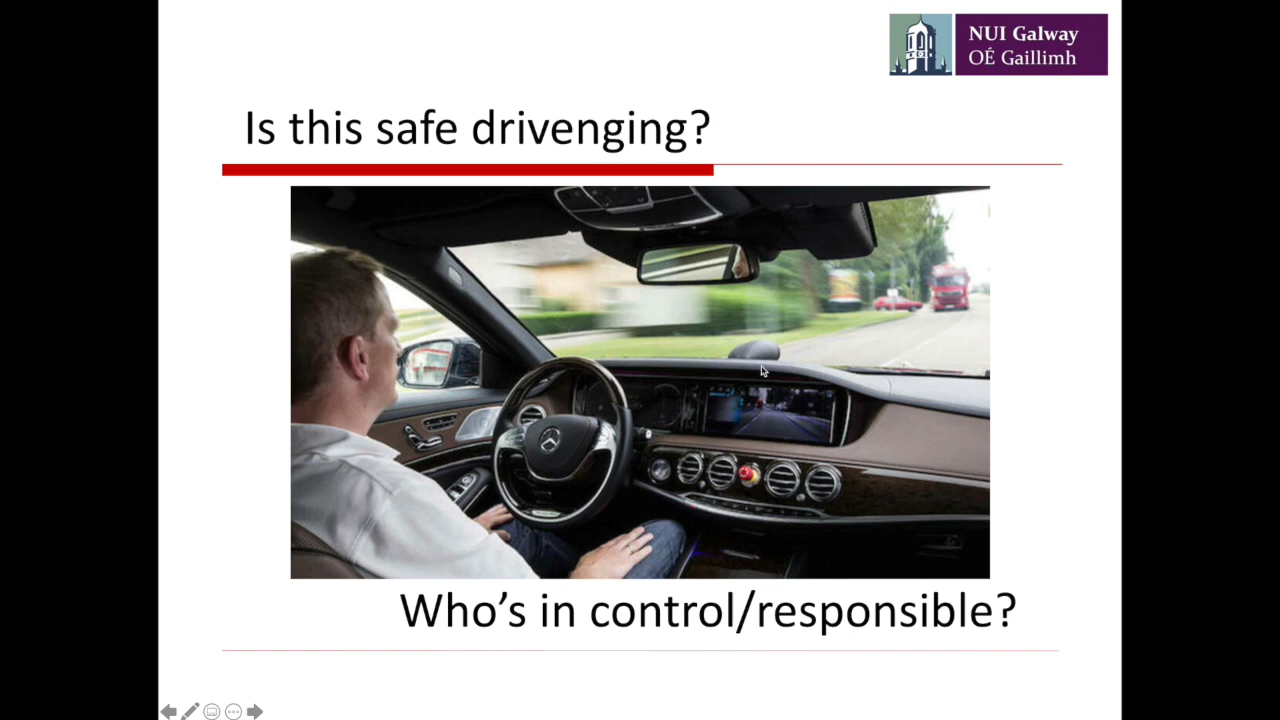 NUI Galway
OÉ Gaillimh
Is this safe drivenging?
Who's in control/responsible?